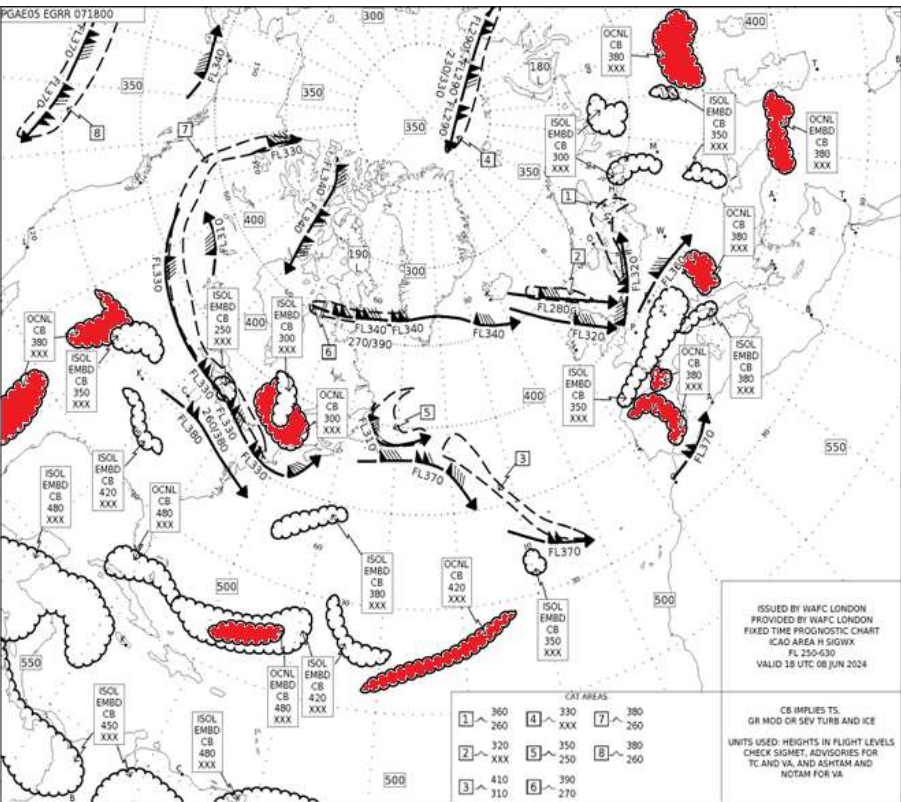 PGAE05 EGRR 071800
300
400
FL370
FL370
8
350
FL340
350
7
FL290
FL290
FL290
230/330
180
L
350
4
OCNL
CB
380
XXX
ISOL
EMBD
CB
350
XXX
ISOL
EMBD
CB
300
XXX
OCNL
EMBD
CB
380
XXX
FL330
FL340
FL340
350
1
400
FL310
190
L
300
2
FL320
FL360
OCNL
CB
380
XXX
FL330
ISOL
EMBD
CB
250
XXX
ISOL
EMBD
CB
300
XXX
400
FL340
FL340
270/390
FL340
6
FL280
FL320
OCNL
CB
380
XXX
ISOL
EMBD
CB
350
XXX
FL330
FL330
260/380
FL380
FL330
OCNL
CB
300
XXX
400
5
FL310
FL370
3
FL370
ISOL
EMBD
CB
350
XXX
OCNL
CB
380
XXX
ISOL
EMBD
CB
380
XXX
FL370
550
ISOL
EMBD
CB
480
XXX
ISOL
EMBD
CB
420
XXX
OCNL
CB
480
XXX
500
ISOL
EMBD
CB
380
XXX
OCNL
CB
420
XXX
ISOL
EMBD
CB
350
XXX
500
550
OCNL
EMBD
CB
480
XXX
ISOL
EMBD
CB
420
XXX
ISOL
EMBD
CB
450
XXX
ISOL
EMBD
CB
480
XXX
500
ISSUED BY WAFC LONDON
PROVIDED BY WAFC LONDON
FIXED TIME PROGNOSTIC CHART
ICAO AREA H SIGWX
FL 250-630
VALID 18 UTC 08 JUN 2024
CAT AREAS
1 360 4 330 7 380
260 XXX 260
2 320 5 350 8 380
XXX 250 260
3 410 6 390
310 270
CB IMPLIES TS,
GR MOD OR SEV TURB AND ICE
UNITS USED: HEIGHTS IN FLIGHT LEVELS
CHECK SIGMET, ADVISORIES FOR
TC AND VA, AND ASHTAM AND
NOTAM FOR VA